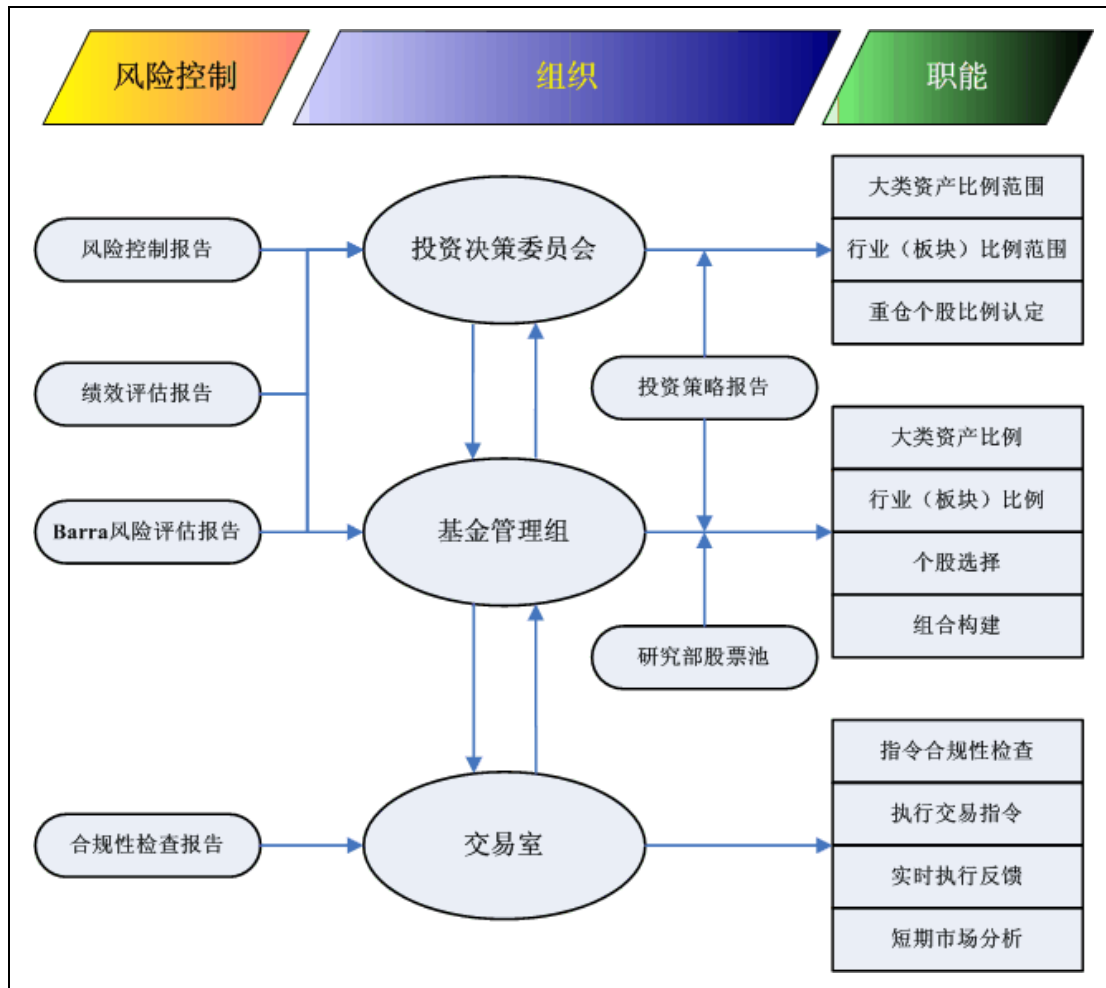 风险控制
组织
职能
风险控制报告
绩效评估报告
Barra风险评估报告
合规性检查报告
投资决策委员会
基金管理组
交易室
投资策略报告
研究部股票池
大类资产比例范围
行业（板块）比例范围
重仓个股比例认定
大类资产比例
行业（板块）比例
个股选择
组合构建
指令合规性检查
执行交易指令
实时执行反馈
短期市场分析